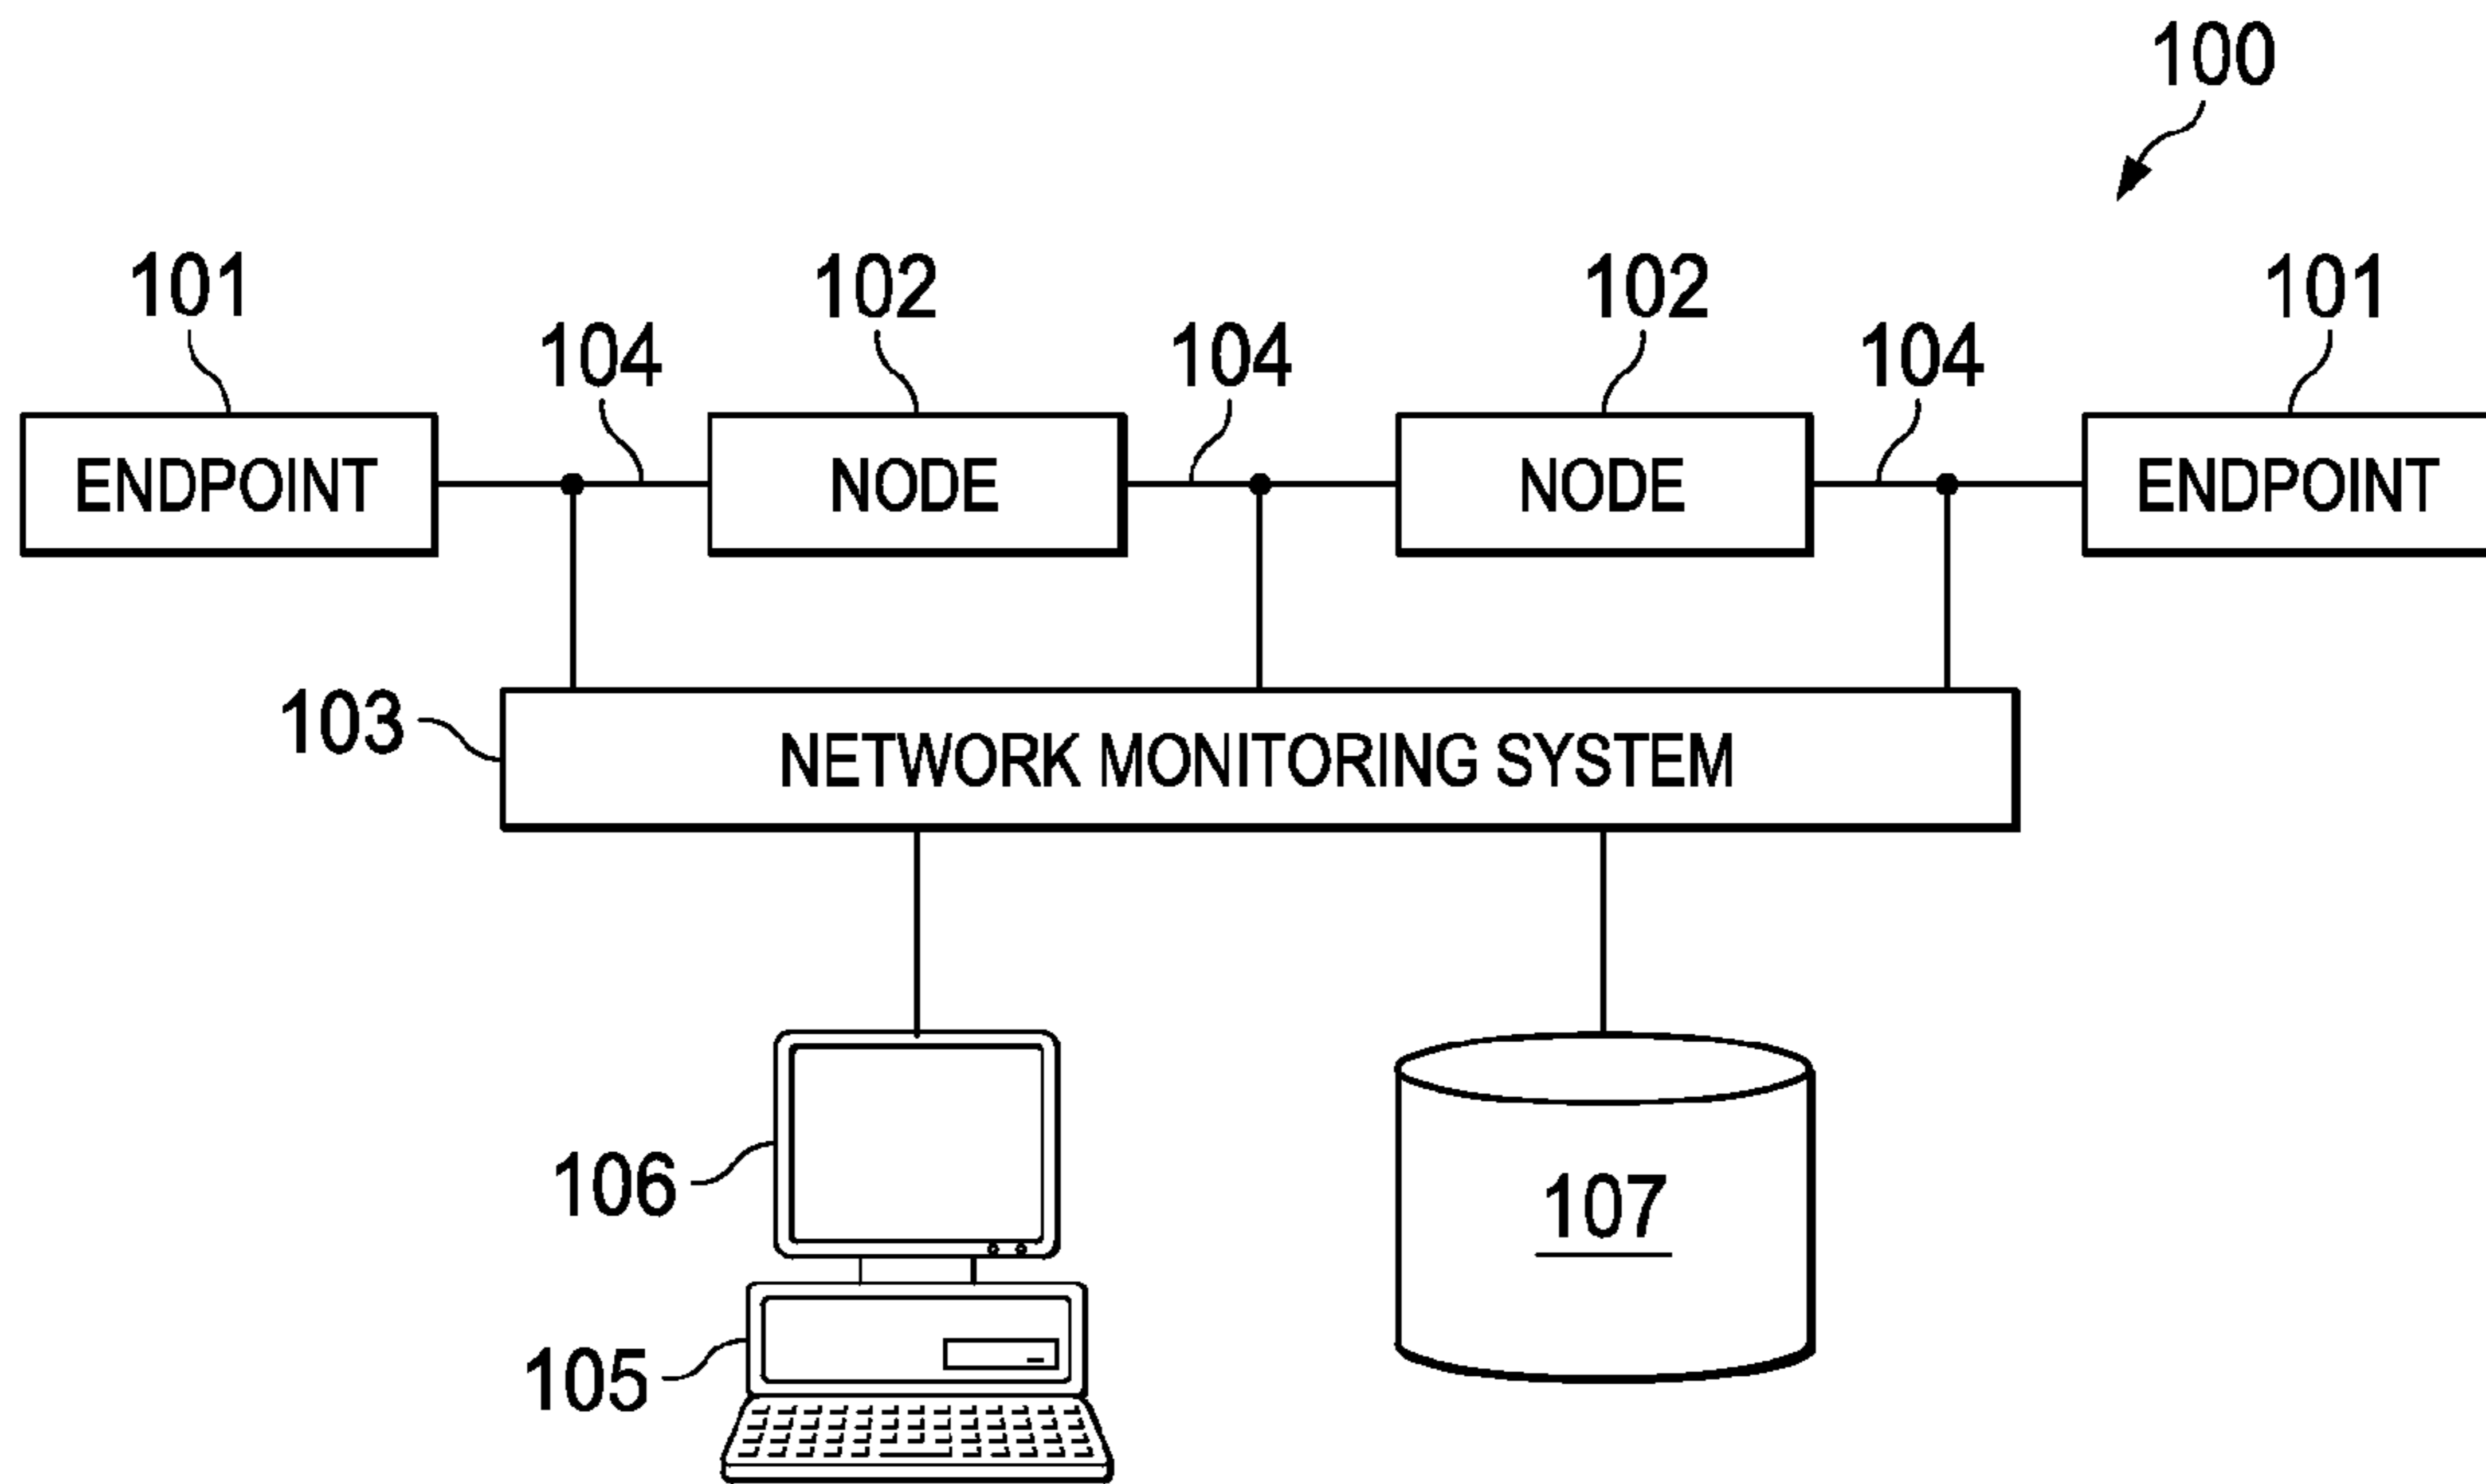 100
101 102 102 101
104 104 104
ENDPOINT NODE NODE ENDPOINT
103
NETWORK MONITORING SYSTEM
106
107
105